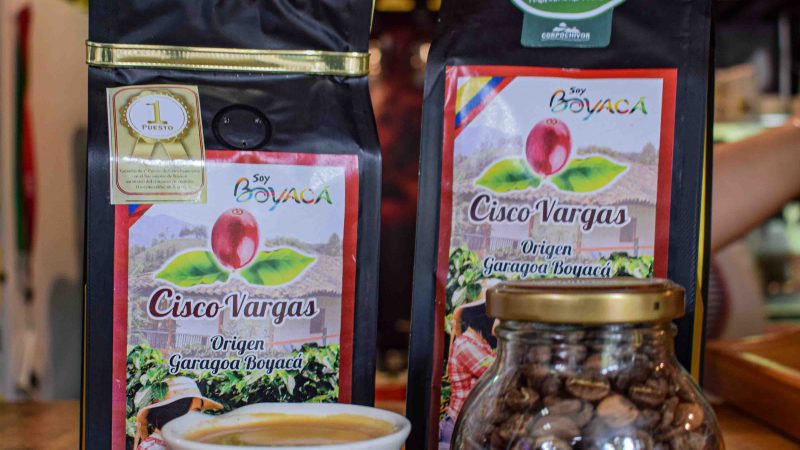 1
PUESTO
Soy
BOYACÁ
Cisco Vargas
Origen
Garagoa Boyacá
CORPOCHIVOR
Soy
BOYACÁ
Cisco Vargas
Origen
Garagoa Boyacá